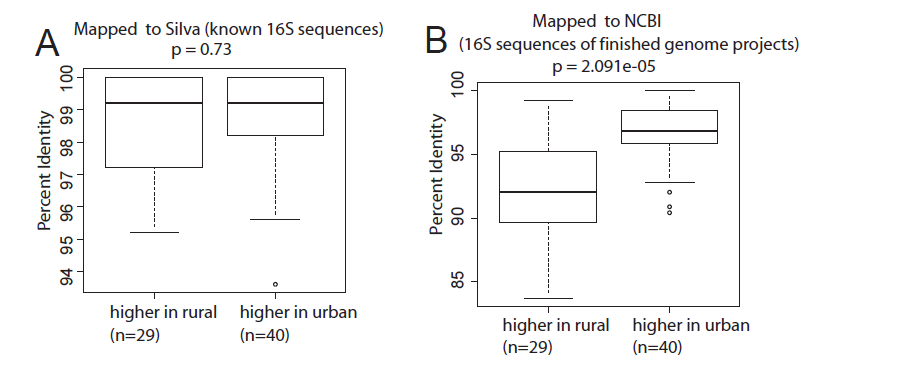 A
Mapped to Silva (known 16S sequences)
p = 0.73
Percent Identity
100
99
98
97
96
95
94
higher in rural
(n=29)
higher in urban
(n=40)
B
Mapped to NCBI
(16S sequences of finished genome projects)
p = 2.091e-05
Percent Identity
100
95
90
85
higher in rural
(n=29)
higher in urban
(n=40)